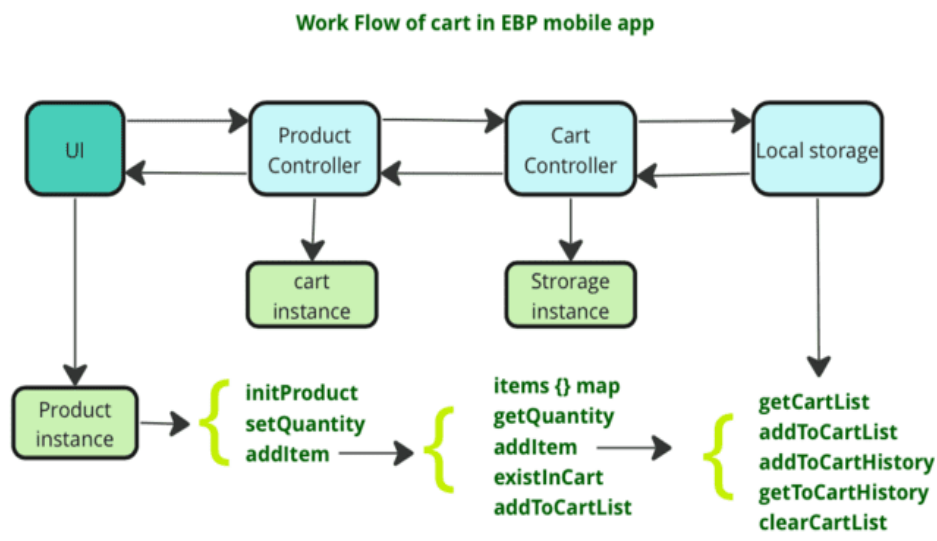 Work Flow of cart in EBP mobile app
UI
Product
Controller
Cart
Controller
Local storage
cart
instance
Strorage
instance
Product
instance
initProduct
setQuantity
addItem
items {} map
getQuantity
addItem
existInCart
addToCartList
getCartList
addToCartList
addToCartHistory
getToCartHistory
clearCartList